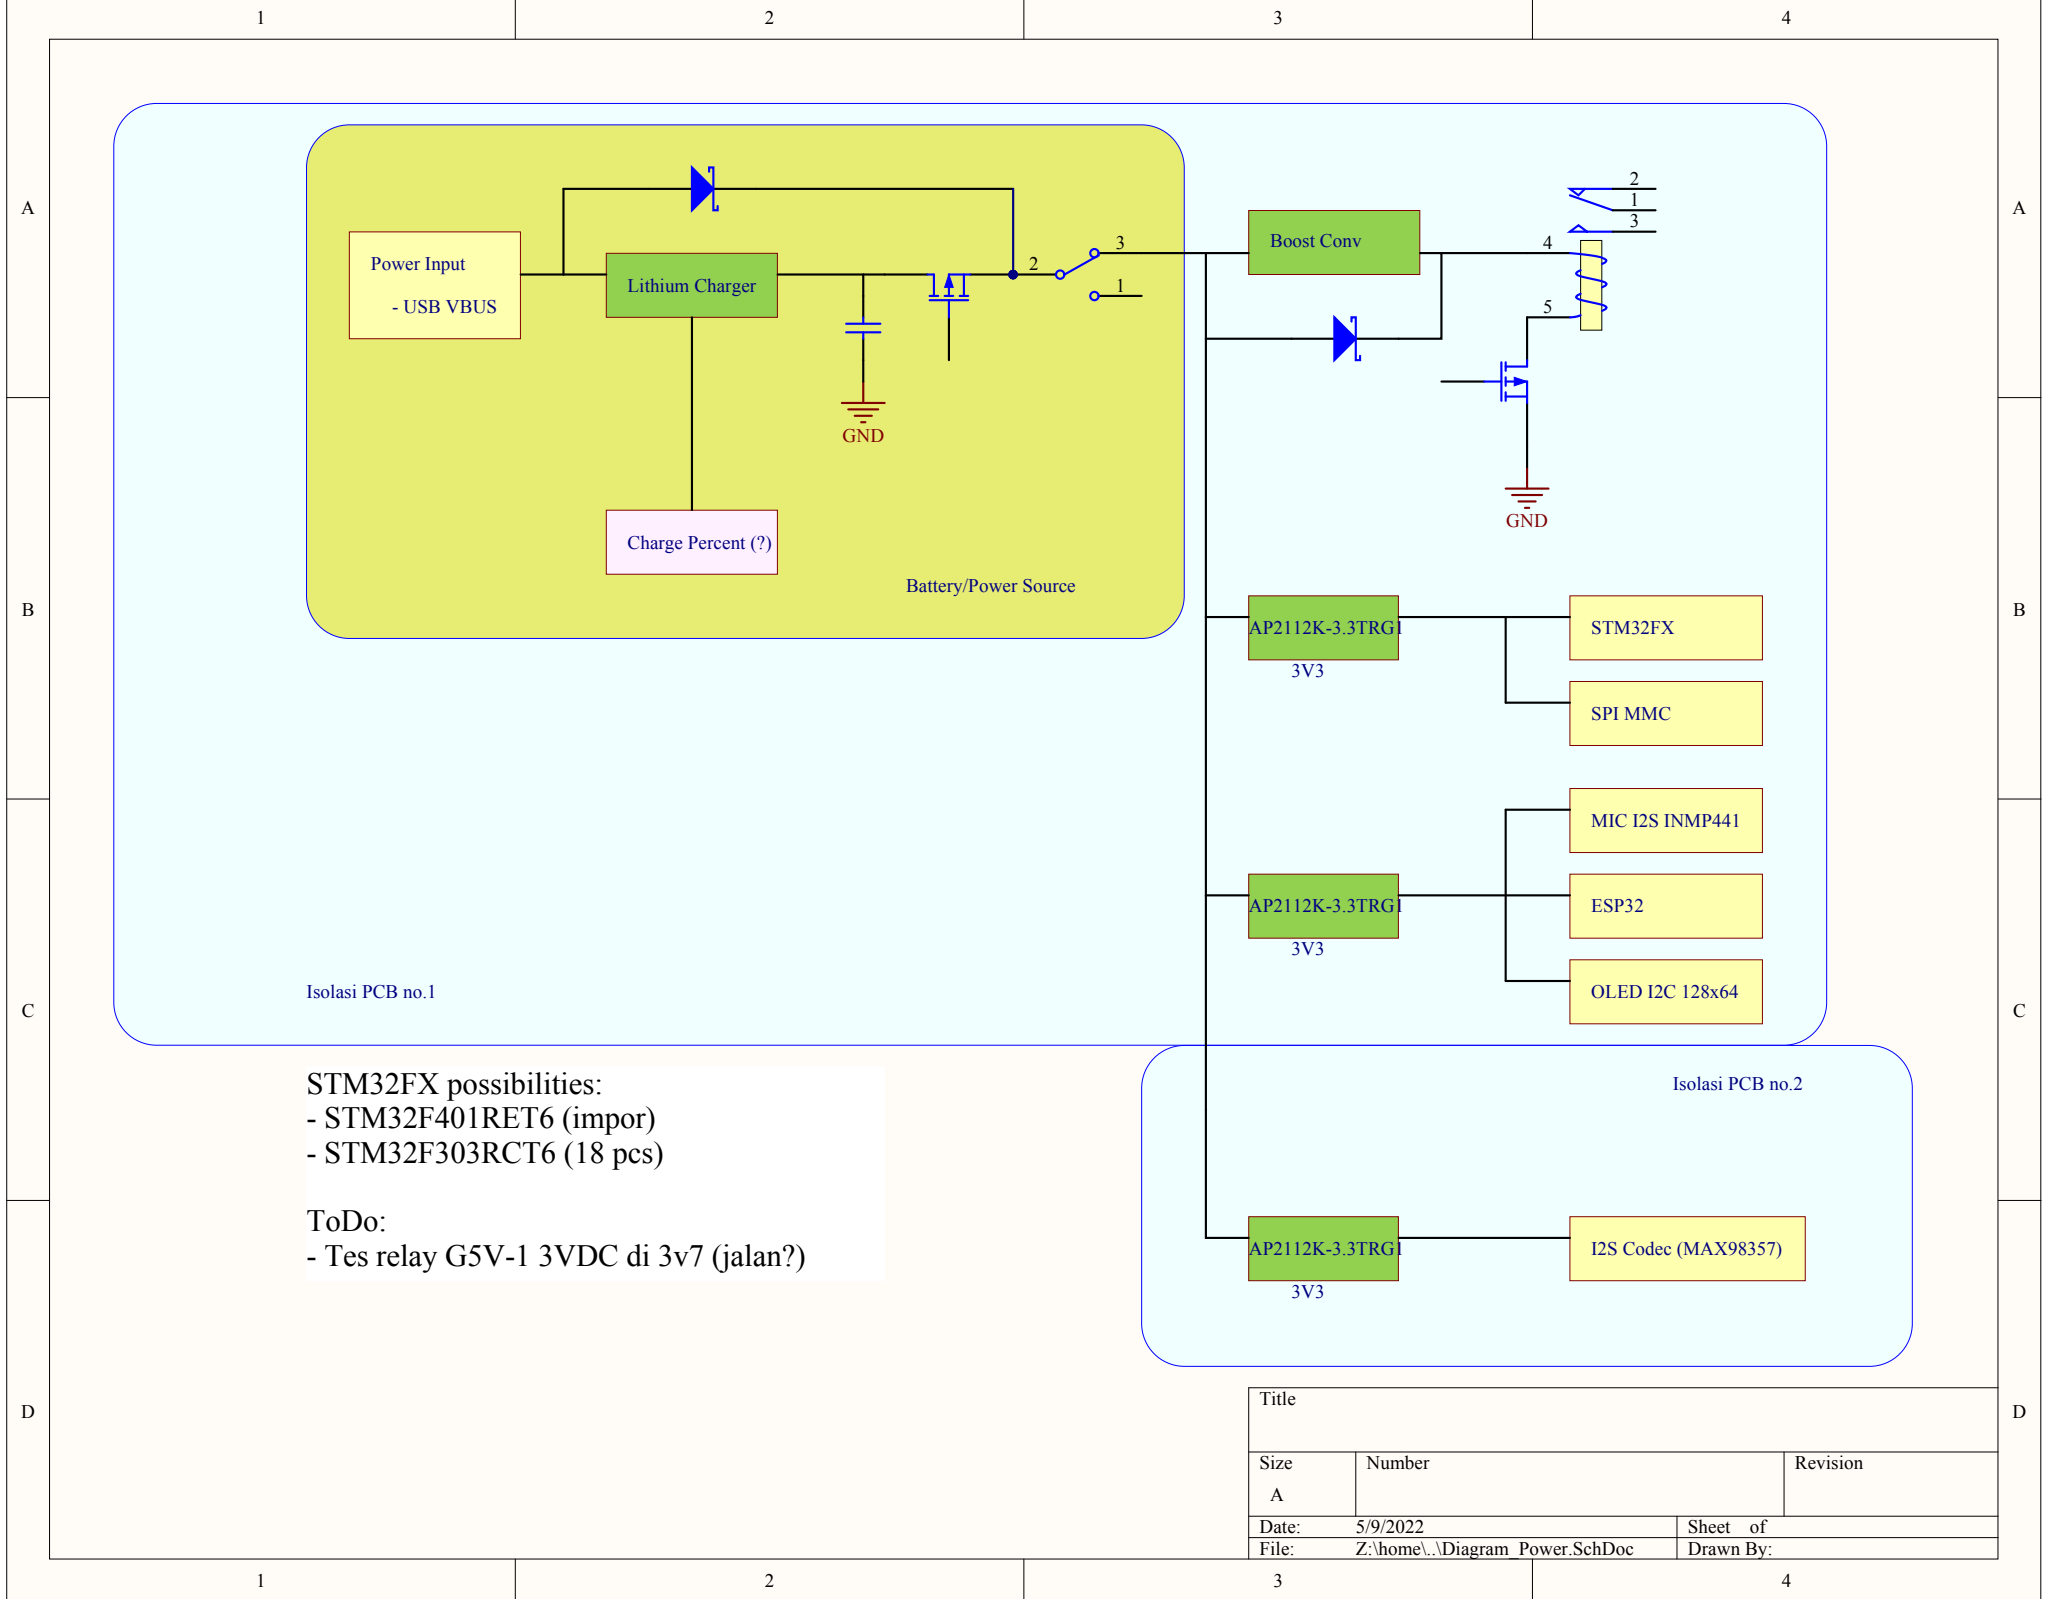 1 2 3 4
A
A
Power Input
- USB VBUS
Lithium Charger
2
3
1
GND
Charge Percent (?)
Battery/Power Source
Boost Conv
2
1
3
4
5
GND
B
B
AP2112K-3.3TRG1
3V3
STM32FX
SPI MMC
MIC I2S INMP441
AP2112K-3.3TRG1
3V3
ESP32
OLED I2C 128x64
Isolasi PCB no.1
C
C
Isolasi PCB no.2
STM32FX possibilities:
- STM32F401RET6 (impor)
- STM32F303RCT6 (18 pcs)
ToDo:
- Tes relay G5V-1 3VDC di 3v7 (jalan?)
AP2112K-3.3TRG1
3V3
I2S Codec (MAX98357)
D
D
Title
Size Number Revision
A
Date: 5/9/2022 Sheet of
File: Z:\home\..\Diagram_Power.SchDoc Drawn By:
1 2 3 4